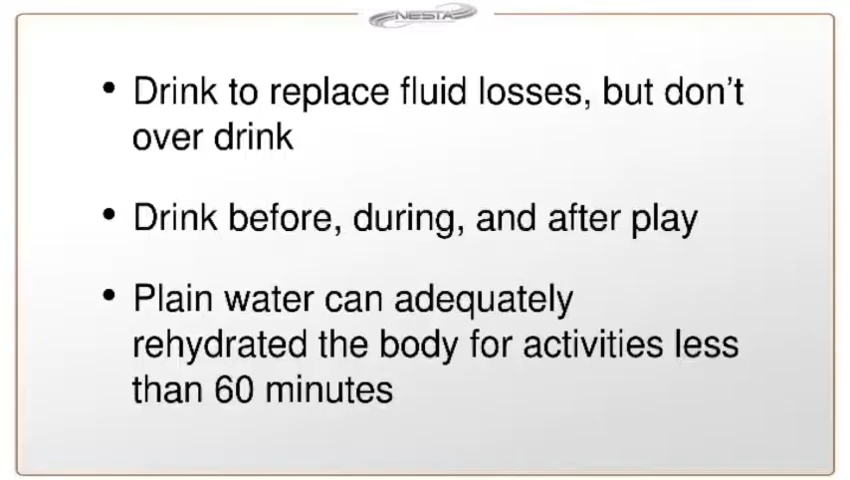 NESTA
• Drink to replace fluid losses, but don't
over drink
• Drink before, during, and after play
• Plain water can adequately
rehydrated the body for activities less
than 60 minutes